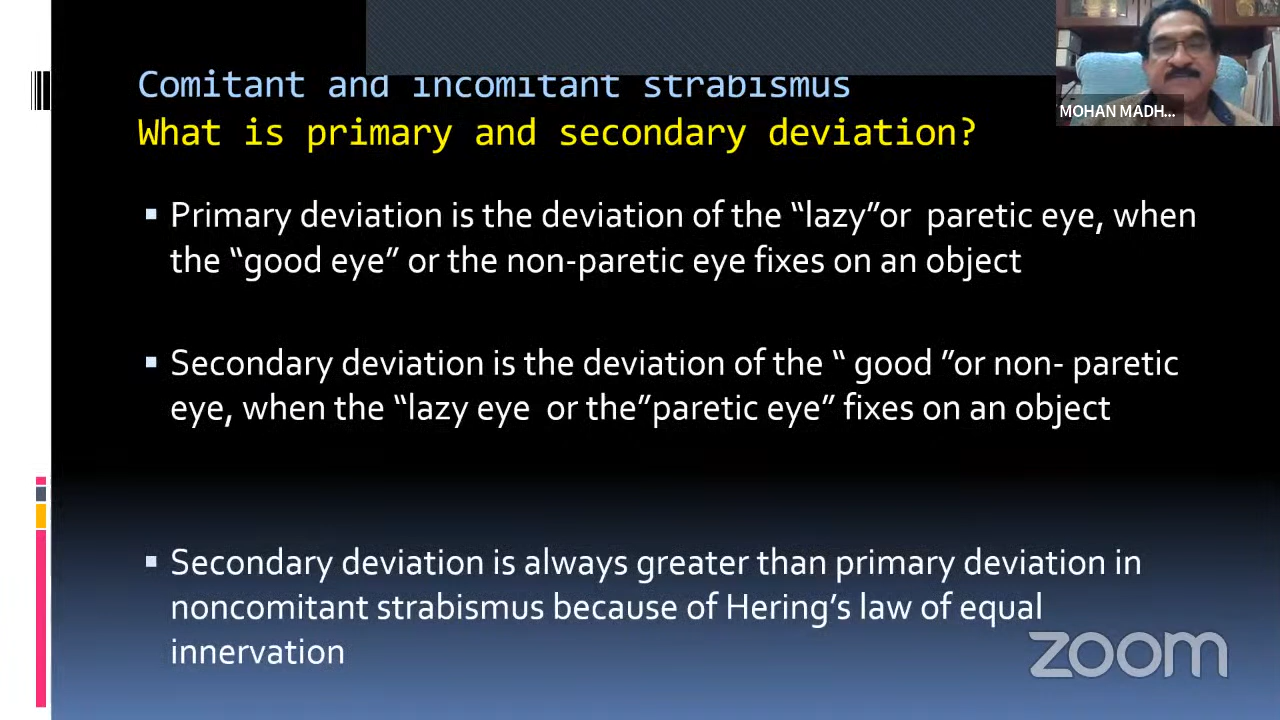 Comitant and incomitant strabismus
What is primary and secondary deviation?
MOHAN MADH...
▪ Primary deviation is the deviation of the “lazy”or paretic eye, when
the “good eye” or the non-paretic eye fixes on an object
▪ Secondary deviation is the deviation of the “ good ”or non- paretic
eye, when the “lazy eye or the”paretic eye” fixes on an object
▪ Secondary deviation is always greater than primary deviation in
noncomitant strabismus because of Hering’s law of equal
innervation
zoom